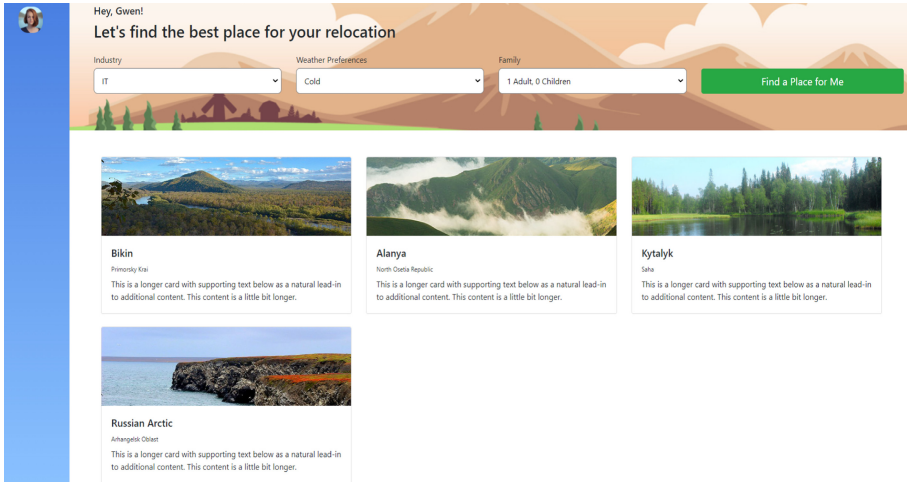 Hey, Gwen!
Let's find the best place for your relocation
Industry
Weather Preferences
Family
IT
Cold
1 Adult, 0 Children
Find a Place for Me
Bikin
Primorsky Krai
This is a longer card with supporting text below as a natural lead-in
to additional content. This content is a little bit longer.
Alanya
North Osetia Republic
This is a longer card with supporting text below as a natural lead-in
to additional content. This content is a little bit longer.
Kytalyk
Saha
This is a longer card with supporting text below as a natural lead-in
to additional content. This content is a little bit longer.
Russian Arctic
Arhangelsk Oblast
This is a longer card with supporting text below as a natural lead-in
to additional content. This content is a little bit longer.